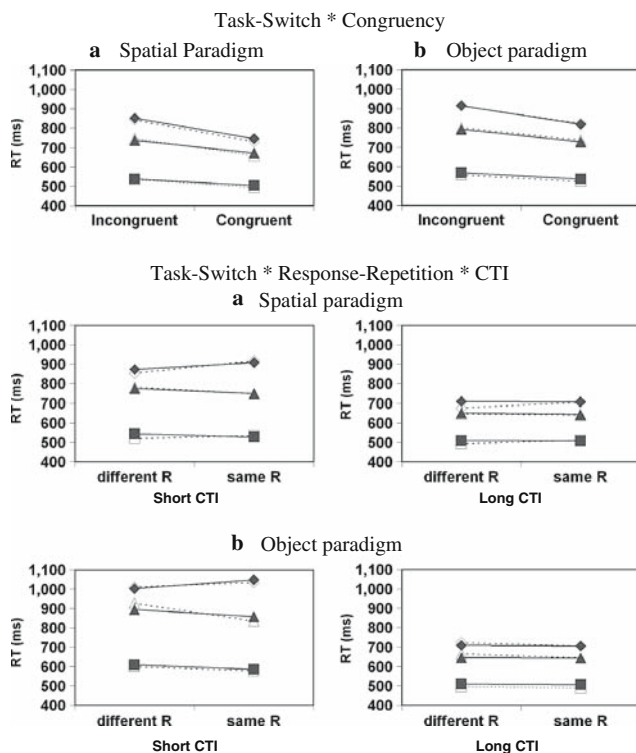 Task-Switch * Congruency
a Spatial Paradigm
b Object paradigm
1,100
1,000
900
800
700
600
500
400
RT (ms)
Incongruent Congruent
1,100
1,000
900
800
700
600
500
400
RT (ms)
Incongruent Congruent
Task-Switch * Response-Repetition * CTI
a Spatial paradigm
1,100
1,000
900
800
700
600
500
400
RT (ms)
different R same R
Short CTI
1,100
1,000
900
800
700
600
500
400
RT (ms)
different R same R
Long CTI
b Object paradigm
1,100
1,000
900
800
700
600
500
400
RT (ms)
different R same R
Short CTI
1,100
1,000
900
800
700
600
500
400
RT (ms)
different R same R
Long CTI